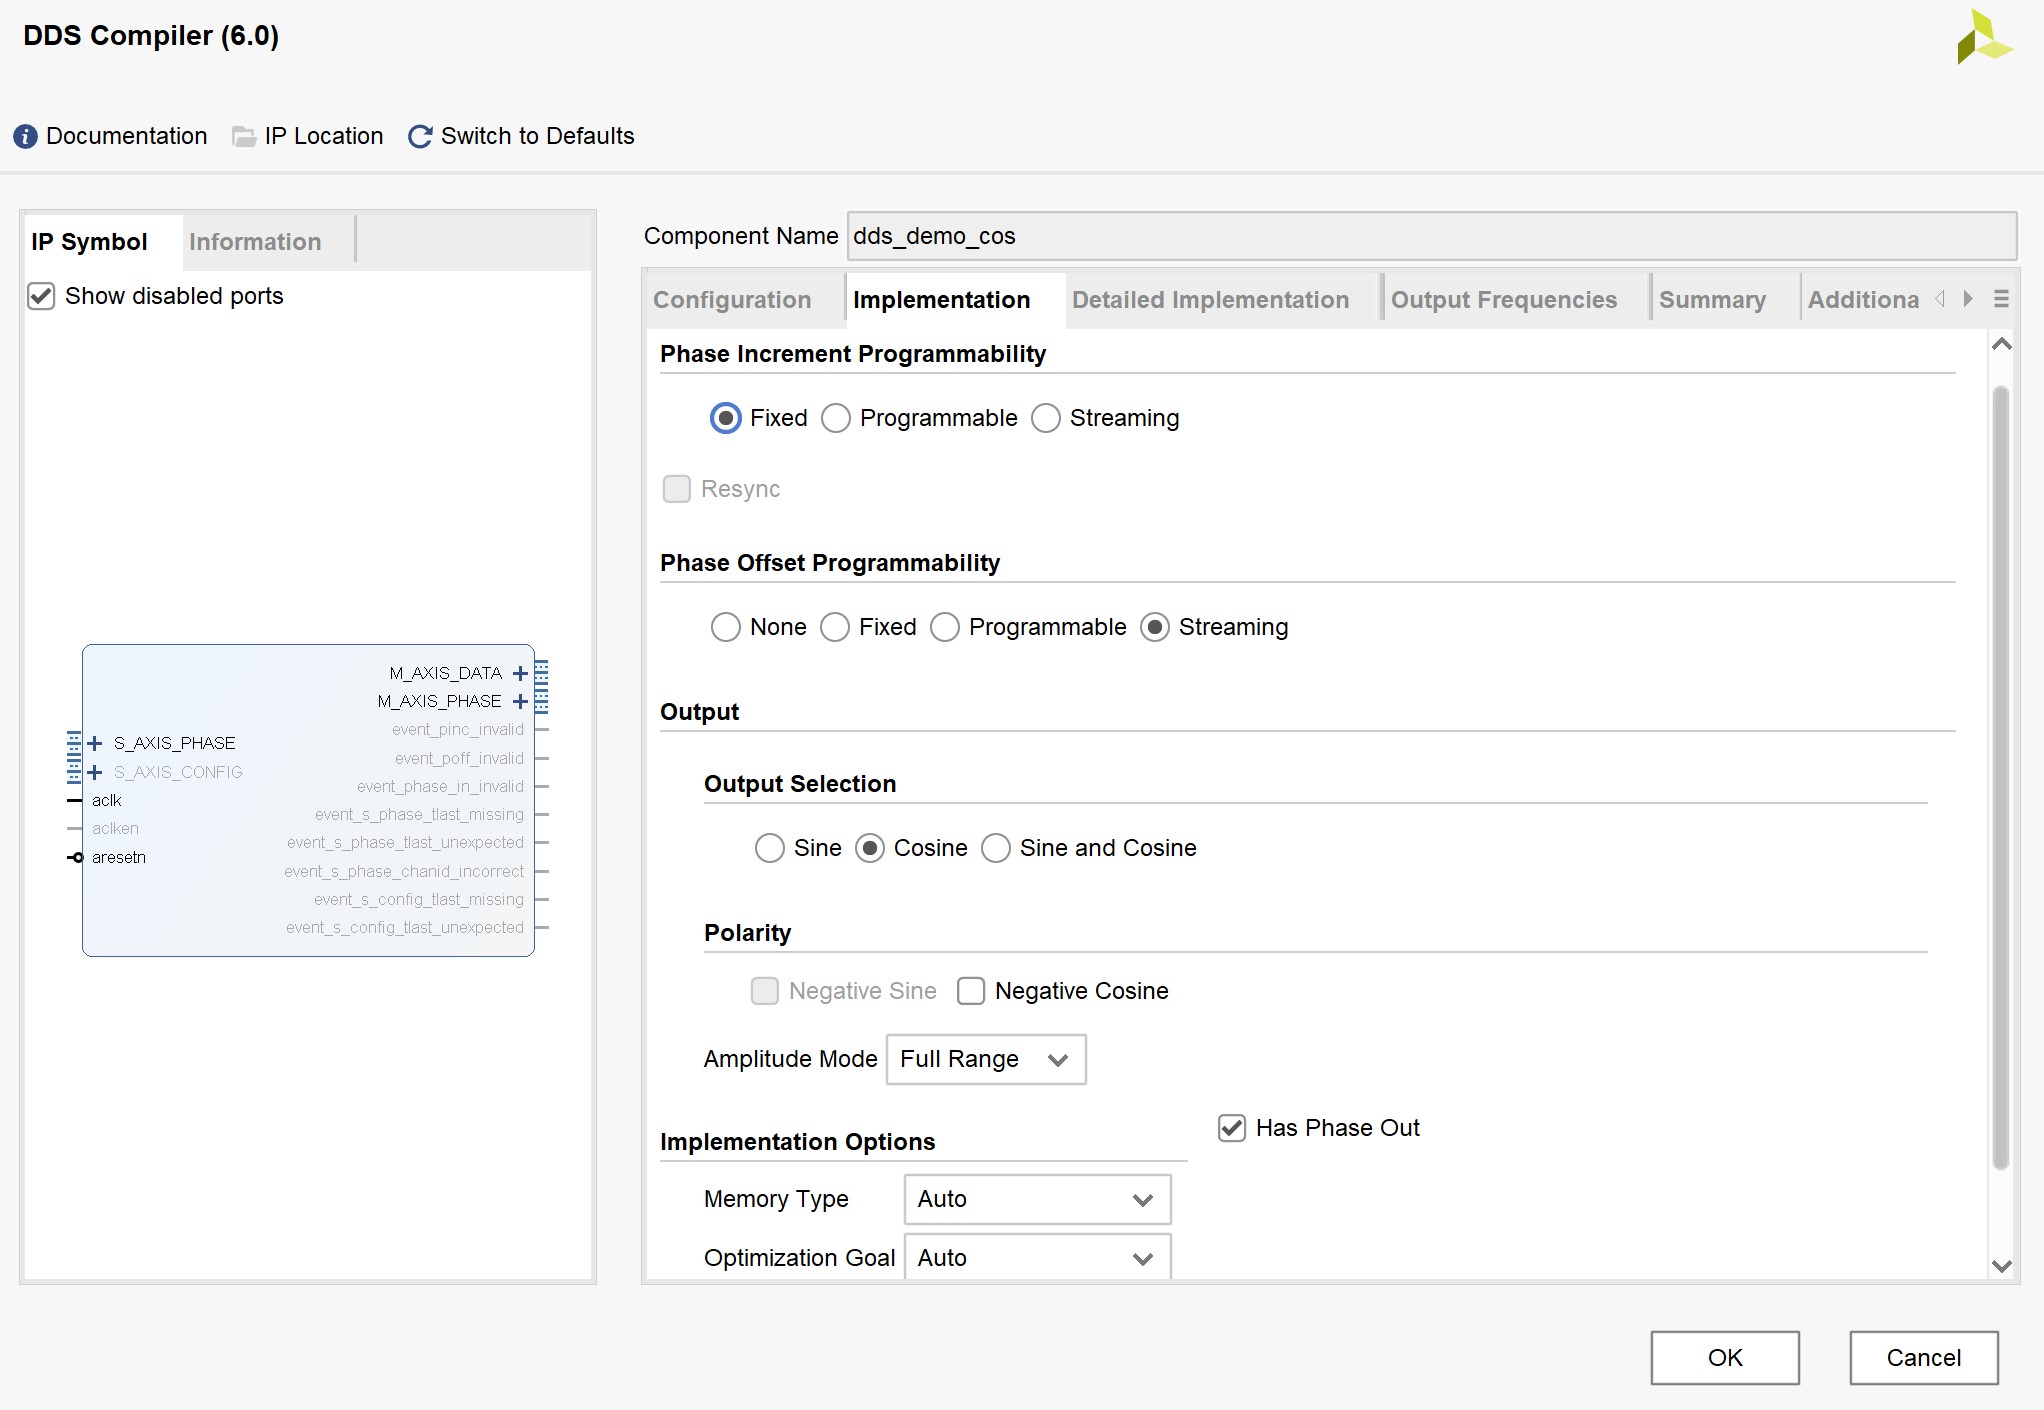 DDS Compiler (6.0)
Documentation IP Location Switch to Defaults
IP Symbol Information
Show disabled ports
M_AXIS_DATA
M_AXIS_PHASE
event_pinc_invalid
event_poff_invalid
event_phase_in_invalid
event_s_phase_tlast_missing
event_s_phase_tlast_unexpected
event_s_phase_chanid_incorrect
event_s_config_tlast_missing
event_s_config_tlast_unexpected
S_AXIS_PHASE
S_AXIS_CONFIG
aclk
aclken
aresetn
Component Name dds_demo_cos
Configuration Implementation Detailed Implementation Output Frequencies Summary Additiona
Phase Increment Programmability
Fixed Programmable Streaming
Resync
Phase Offset Programmability
None Fixed Programmable Streaming
Output
Output Selection
Sine Cosine Sine and Cosine
Polarity
Negative Sine Negative Cosine
Amplitude Mode Full Range
Has Phase Out
Implementation Options
Memory Type Auto
Optimization Goal Auto
OK Cancel